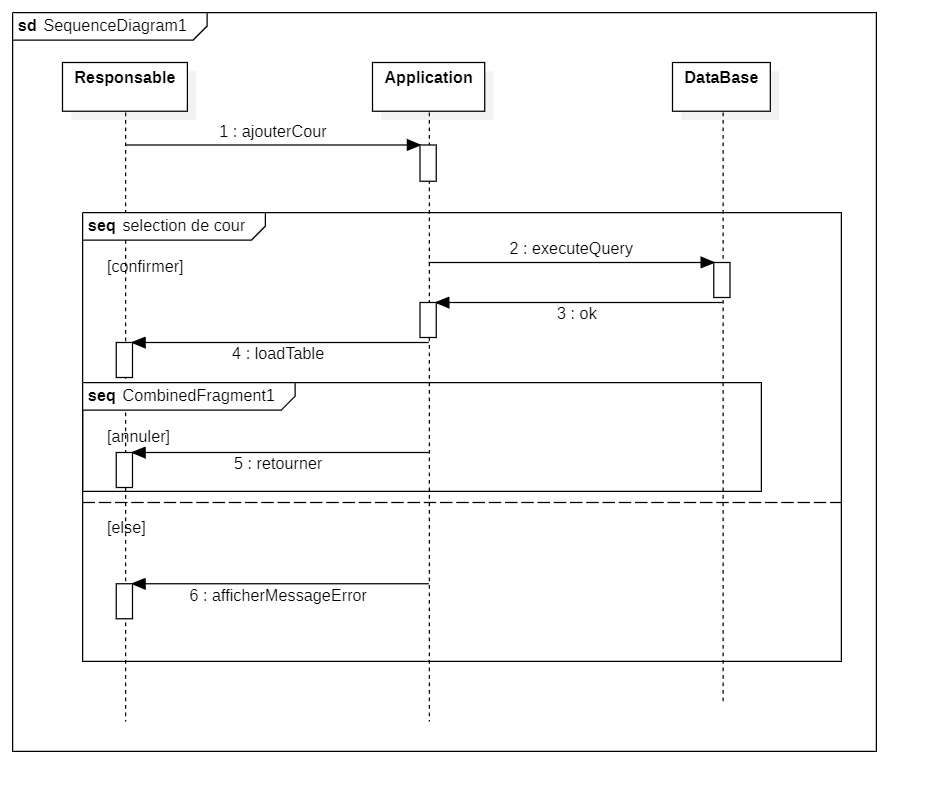 sd SequenceDiagram1
Responsable
Application
DataBase
1 : ajouterCour
seq selection de cour
2 : executeQuery
[confirmer]
3 : ok
4 : loadTable
seq CombinedFragment1
[annuler]
5 : retourner
[else]
6 : afficherMessageError